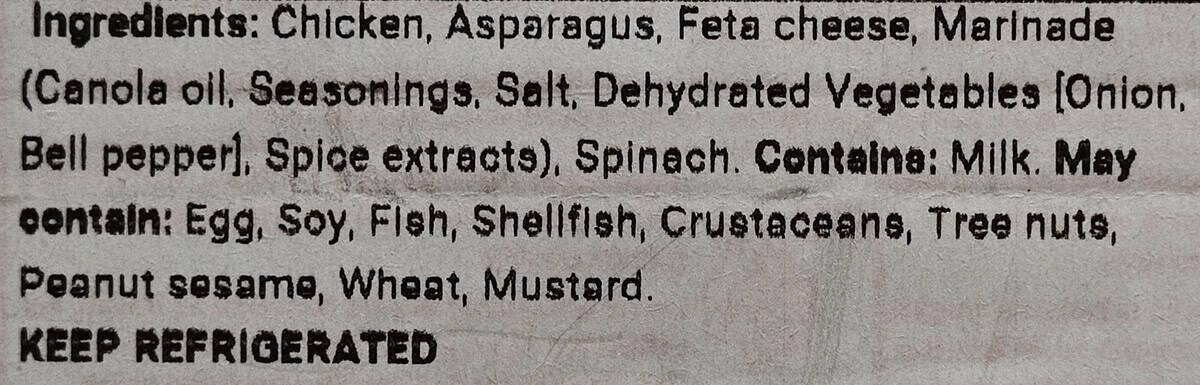 Ingredients: Chicken, Asparagus, Feta cheese, Marinade
(Canola oil, Seasonings, Salt, Dehydrated Vegetables [Onion,
Bell pepper], Spice extracts), Spinach. Contains: Milk. May
contain: Egg, Soy, Fish, Shellfish, Crustaceans, Tree nuts,
Peanut sesame, Wheat, Mustard.
KEEP REFRIGERATED